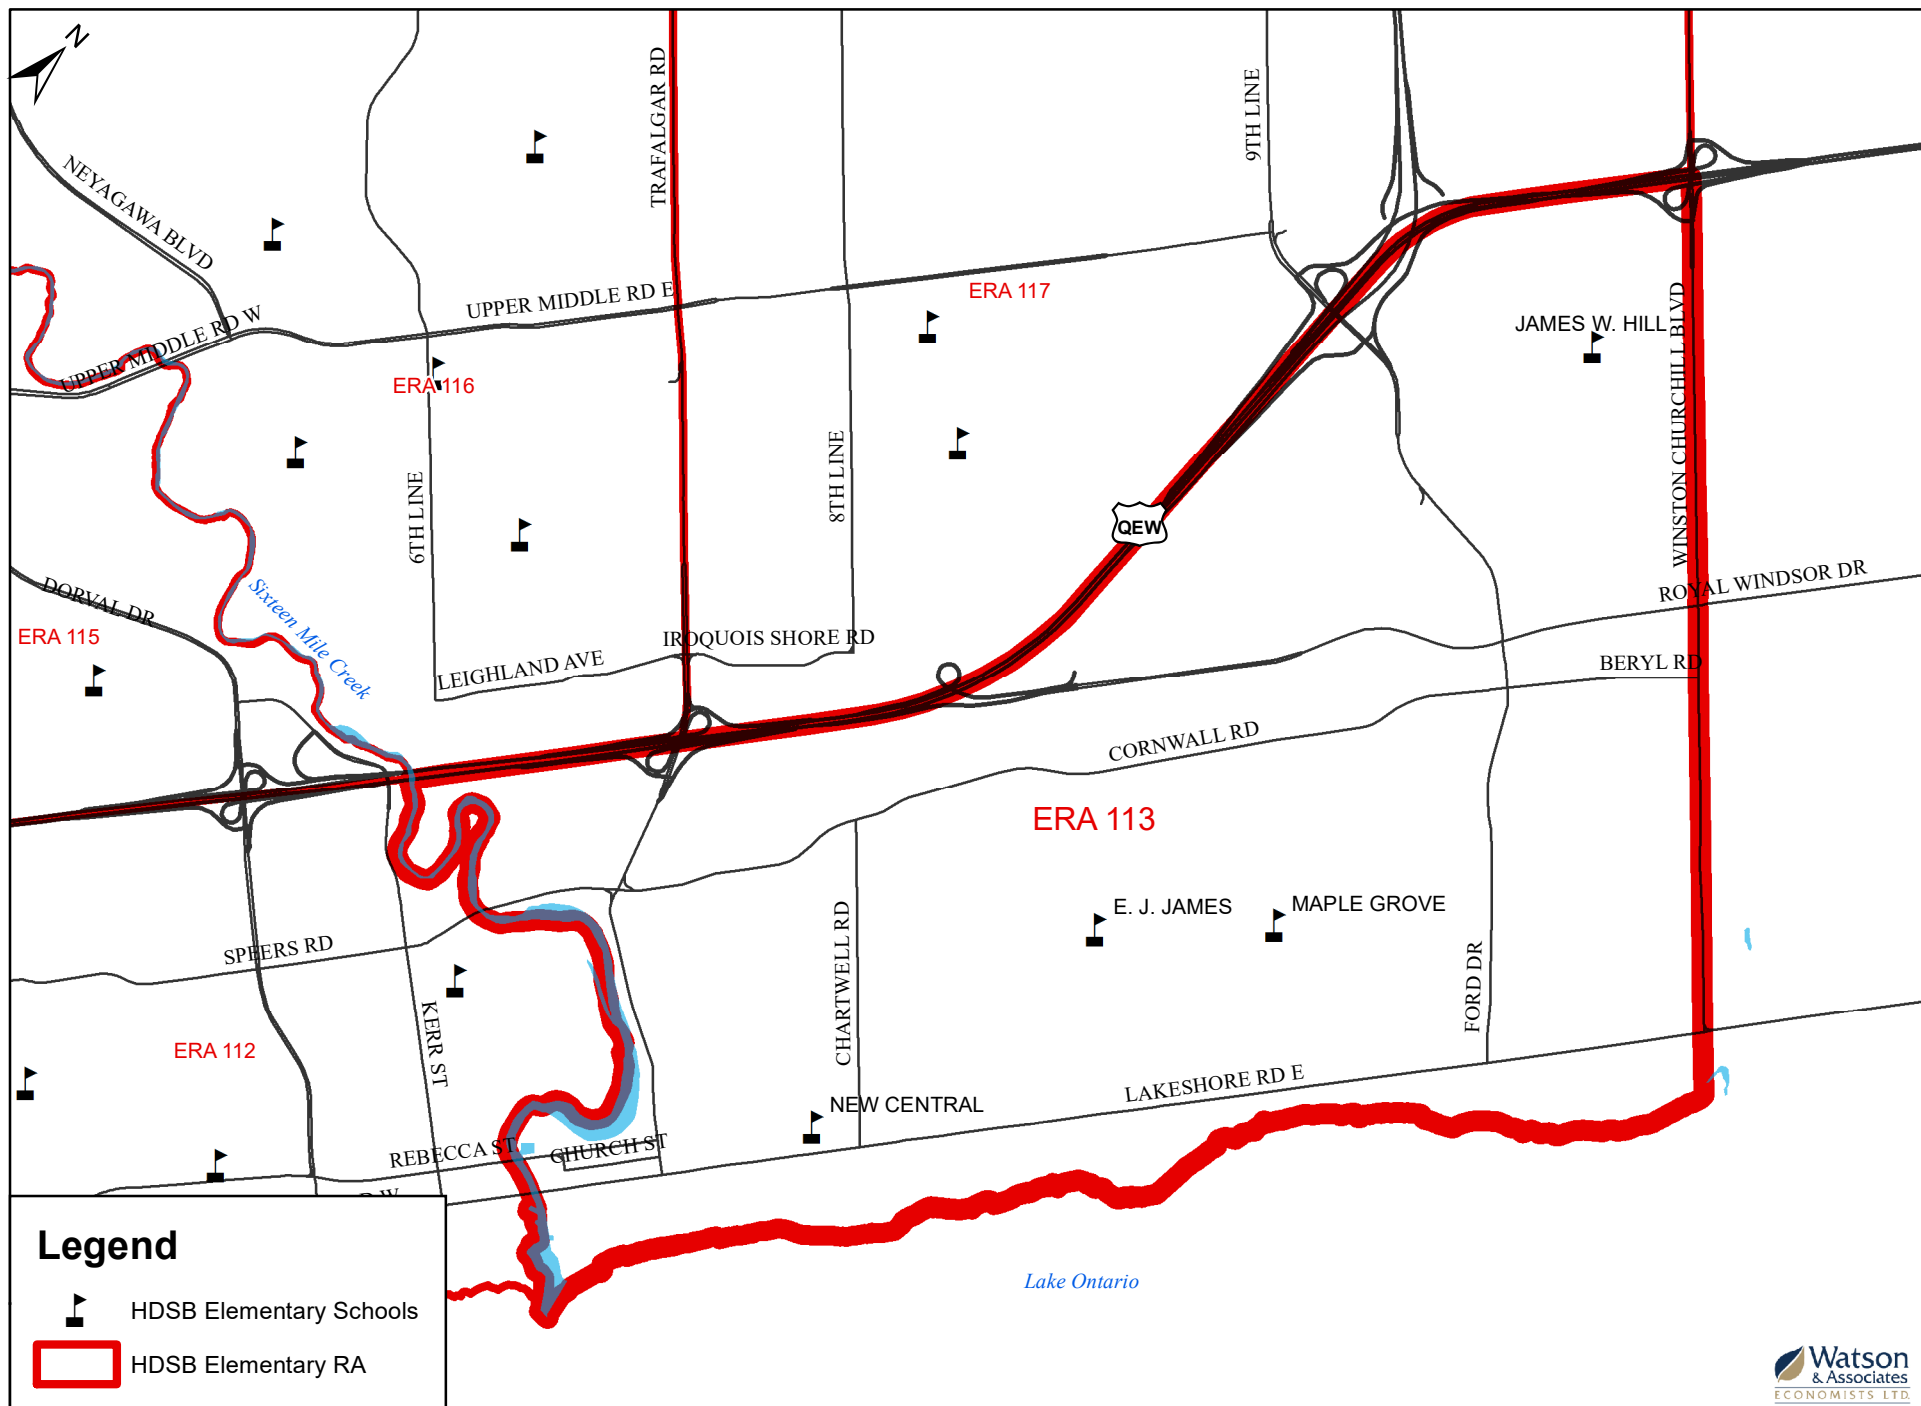 N
TRAFALGAR RD
9TH LINE
NEYAGAWA BLVD
UPPER MIDDLE RD E
ERA 117
UPPER MIDDLE RD W
JAMES W. HILL
ERA 116
WINSTON CHURCHILL BLVD
8TH LINE
6TH LINE
QEW
DORVAL DR
Sixteen Mile Creek
ROYAL WINDSOR DR
ERA 115
IROQUOIS SHORE RD
LEIGHLAND AVE
BERYL RD
CORNWALL RD
ERA 113
E. J. JAMES
MAPLE GROVE
SPEERS RD
CHARTWELL RD
FORD DR
KERR ST
ERA 112
LAKESHORE RD E
NEW CENTRAL
REBECCA ST
CHURCH ST
Lake Ontario
Legend
HDSB Elementary Schools
HDSB Elementary RA
Watson
& Associates
ECONOMISTS LTD.